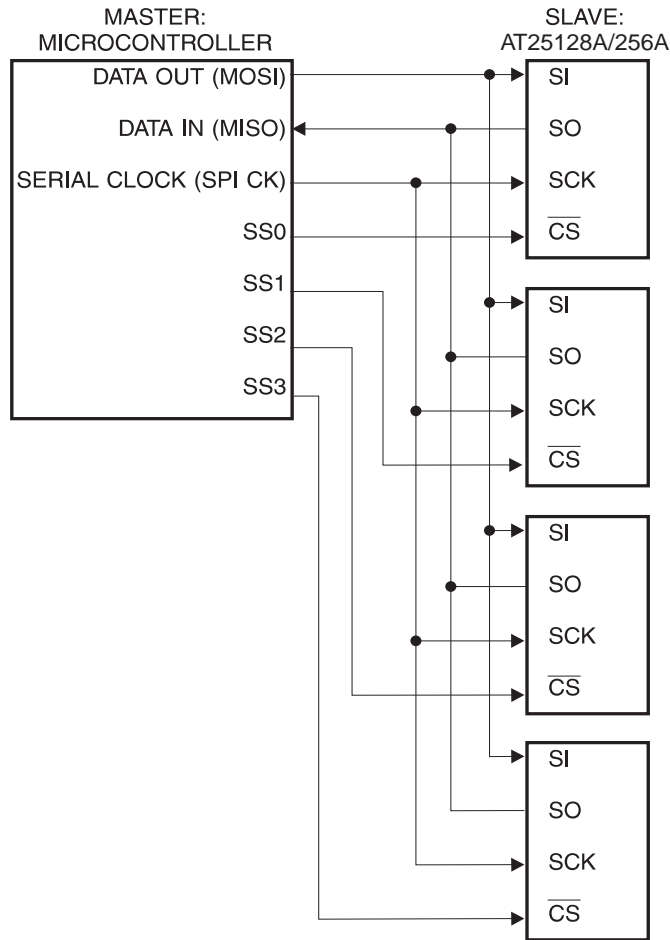 MASTER:
MICROCONTROLLER
DATA OUT (MOSI)
DATA IN (MISO)
SERIAL CLOCK (SPI CK)
SS0
SS1
SS2
SS3
SLAVE:
AT25128A/256A
SI
SO
SCK
CS
SI
SO
SCK
CS
SI
SO
SCK
CS
SI
SO
SCK
CS